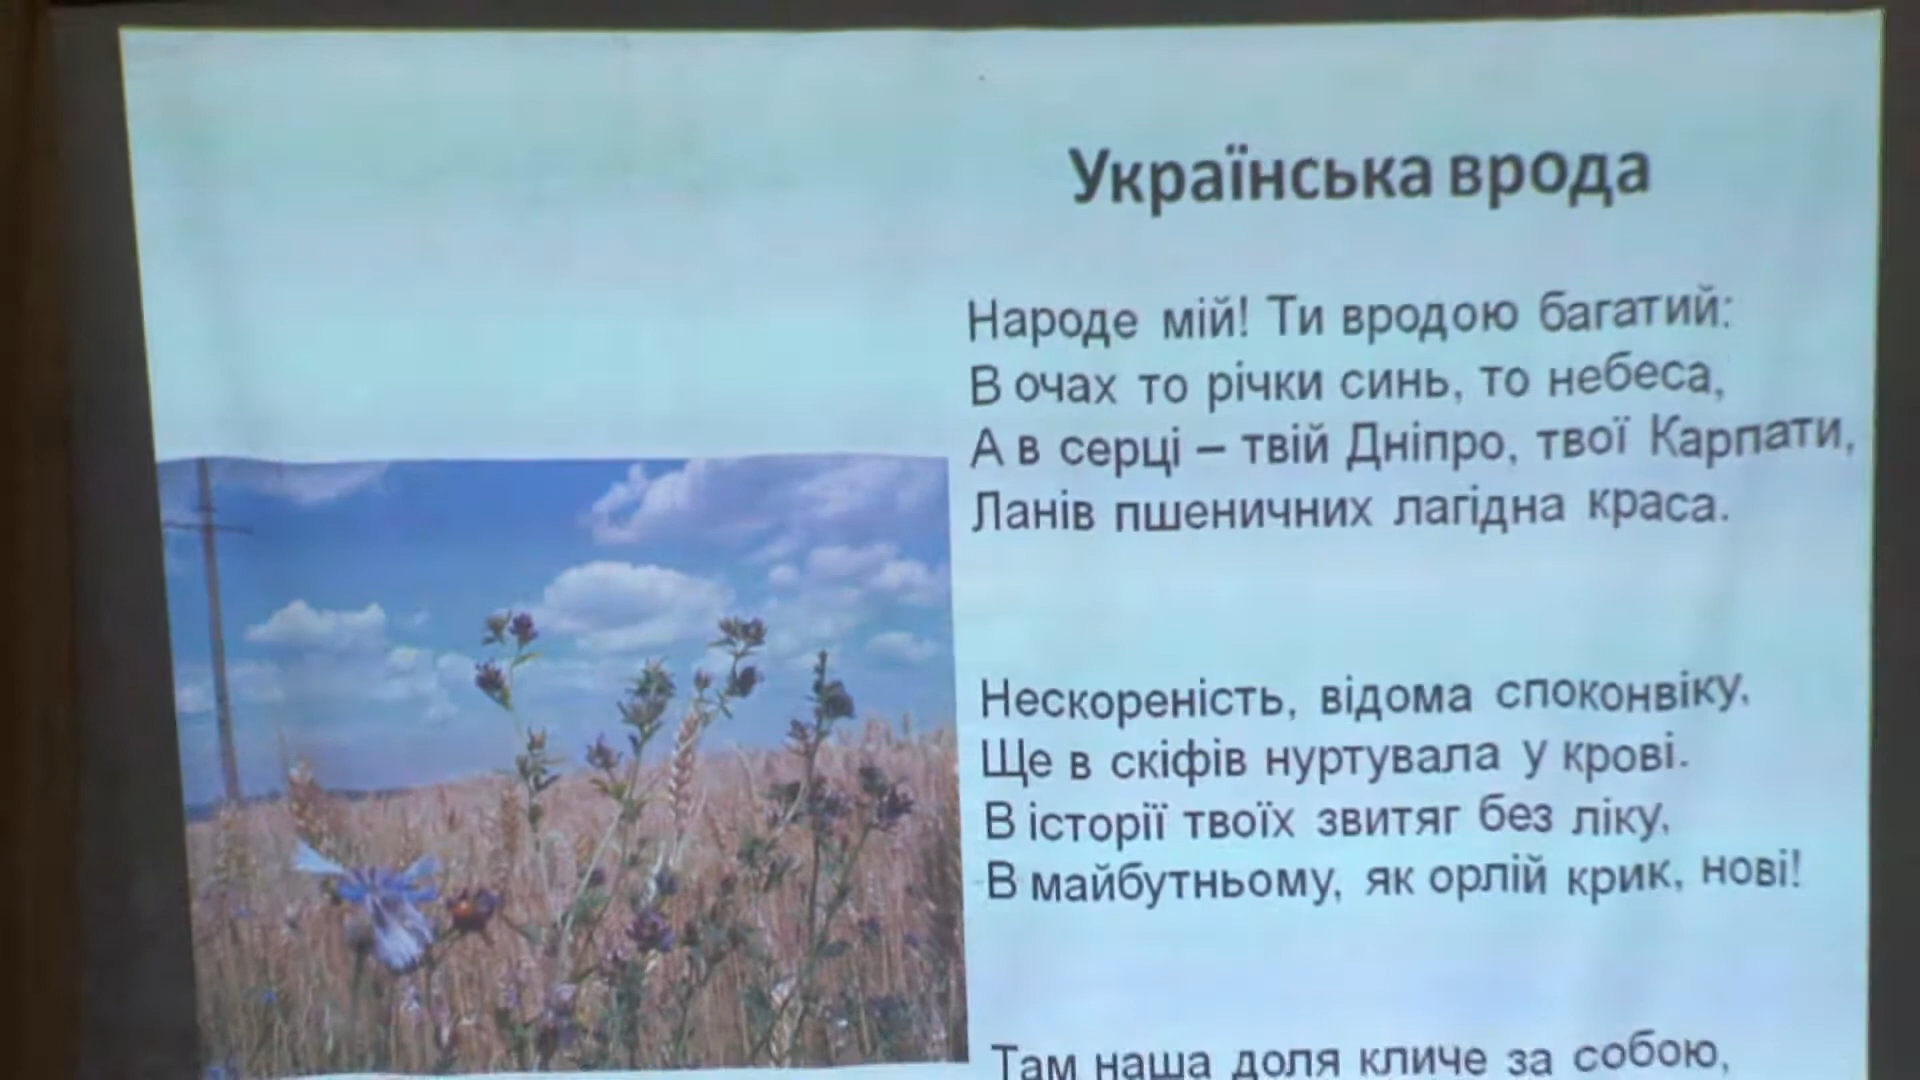 Українська врода
Народе мій! Ти вродою багатий:
В очах то річки синь, то небеса,
А в серці – твій Дніпро, твої Карпати,
Ланів пшеничних лагідна краса.
Нескореність, відома споконвіку,
Ще в скіфів нуртувала у крові.
В історії твоїх звитяг без ліку,
В майбутньому, як орлій крик, нові!
Там наша доля кличе за собою,